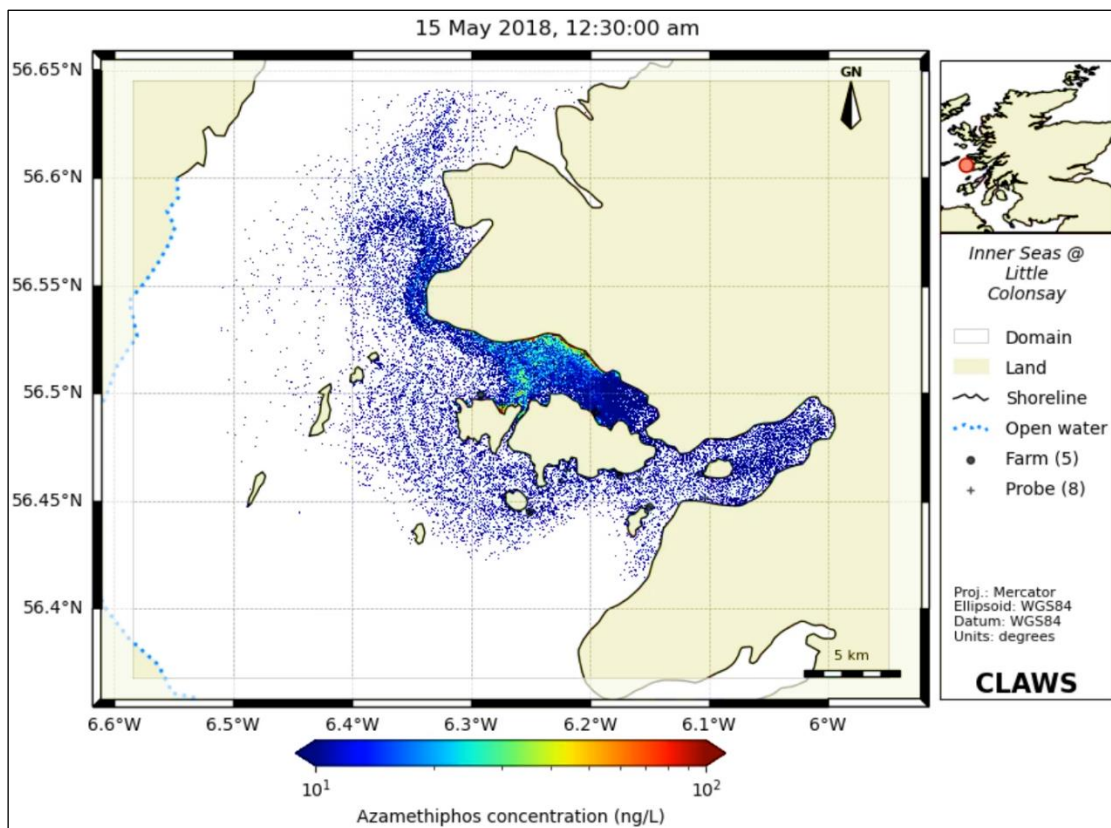 15 May 2018, 12:30:00 am
56.65°N
56.6°N
56.55°N
56.5°N
56.45°N
56.4°N
6.6°W
6.5°W
6.4°W
6.3°W
6.2°W
6.1°W
6°W
GN
5 km
10¹
10²
Azamethiphos concentration (ng/L)
Inner Seas @
Little
Colonsay
Domain
Land
Shoreline
Open water
Farm (5)
Probe (8)
Proj.: Mercator
Ellipsoid: WGS84
Datum: WGS84
Units: degrees
CLAWS